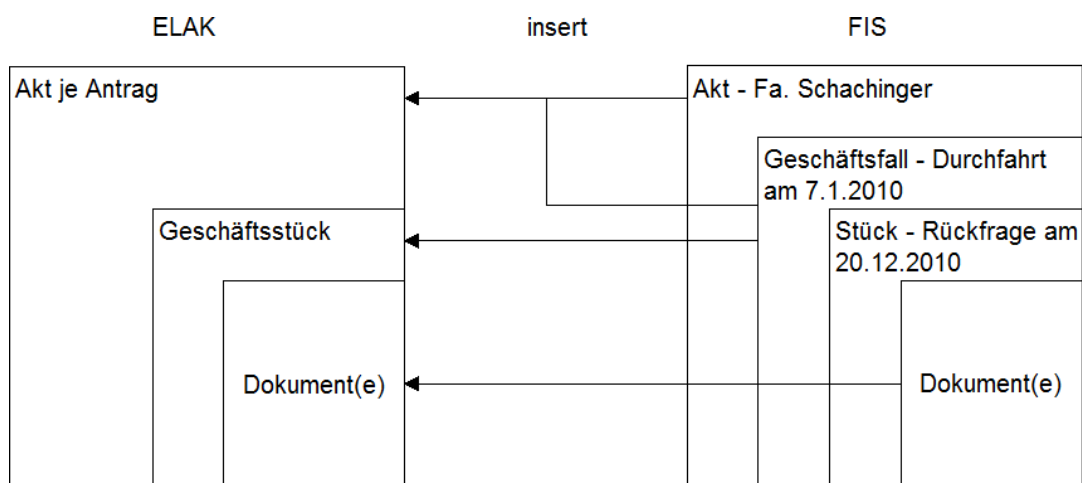 ELAK insert FIS
Akt je Antrag
Akt - Fa. Schachinger
Geschäftsfall - Durchfahrt
am 7.1.2010
Geschäftsstück
Stück - Rückfrage am
20.12.2010
Dokument(e)
Dokument(e)